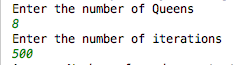 Enter the number of Queens
8
Enter the number of iterations
500